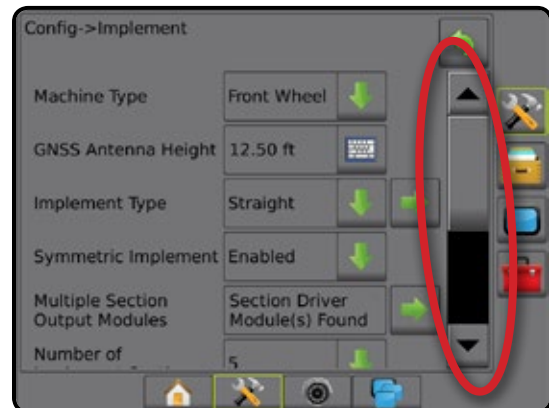 Config->Implement
Machine Type Front Wheel
GNSS Antenna Height 12.50 ft
Implement Type Straight
Symmetric Implement Enabled
Multiple Section Output Modules Section Driver Module(s) Found
Number of 5